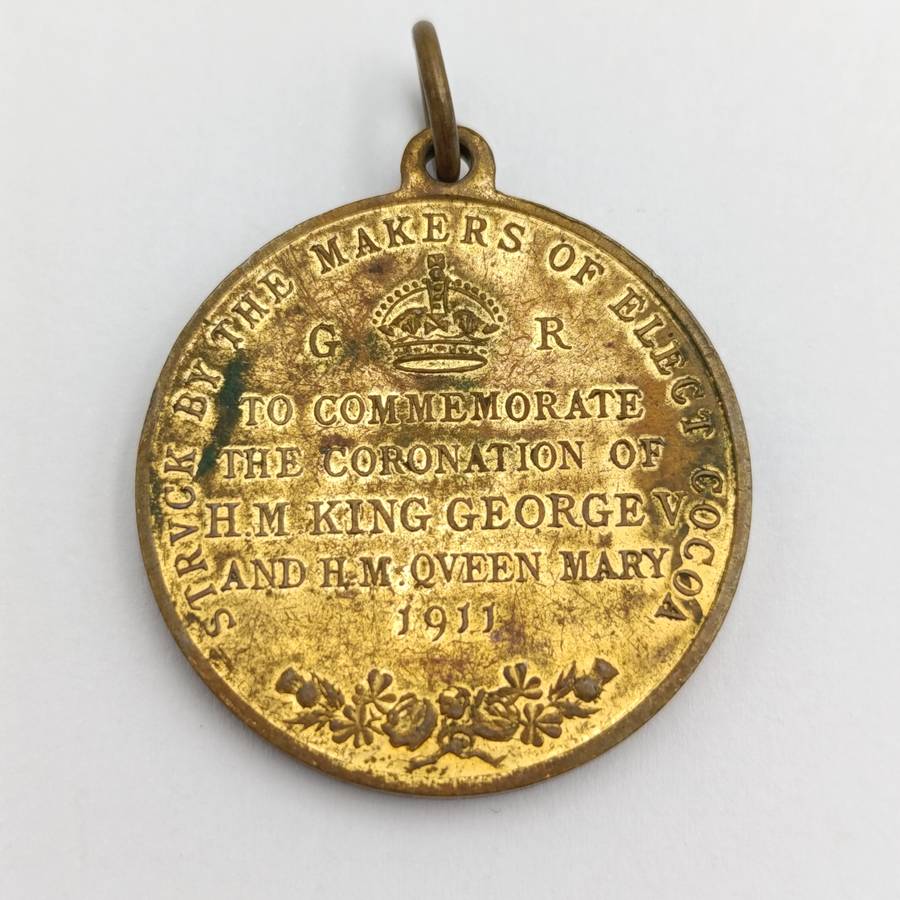 STRVCK BY THE MAKERS OF ELECT COCOA
G R
TO COMMEMORATE
THE CORONATION OF
H.M KING GEORGE V
AND H.M. QVEEN MARY
1911